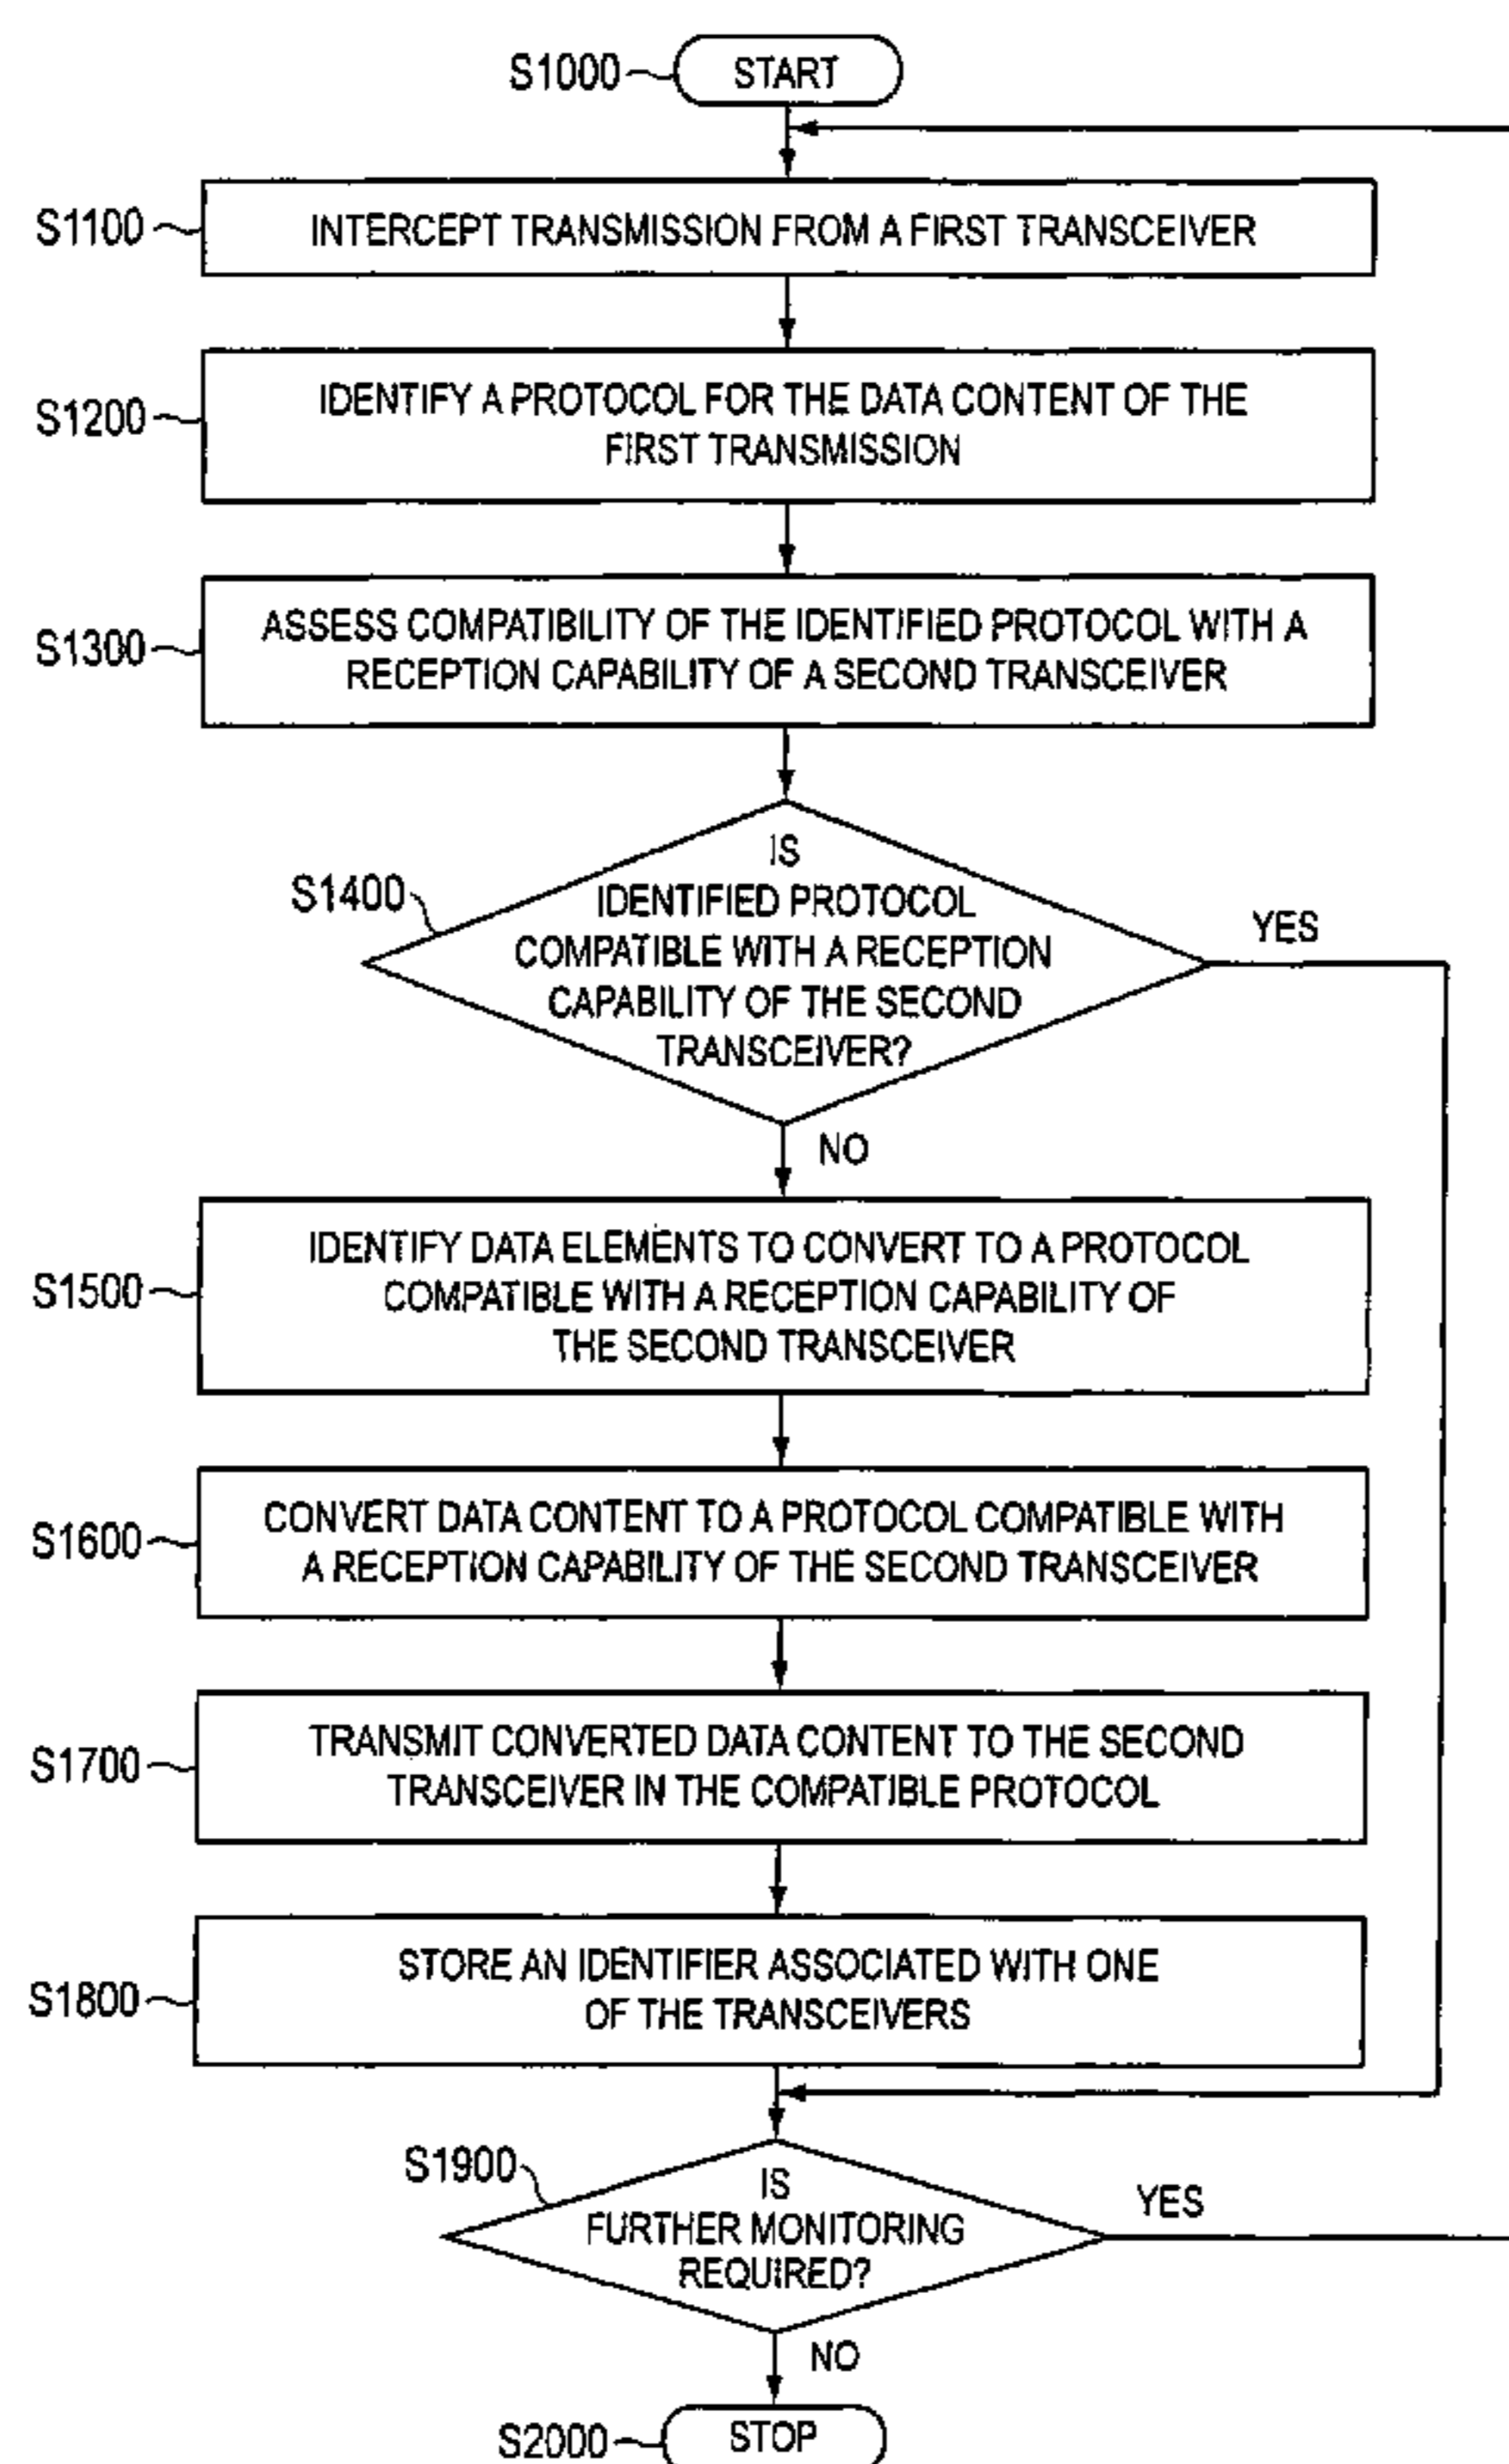 S1000
START
S1100
INTERCEPT TRANSMISSION FROM A FIRST TRANSCEIVER
S1200
IDENTIFY A PROTOCOL FOR THE DATA CONTENT OF THE
FIRST TRANSMISSION
S1300
ASSESS COMPATIBILITY OF THE IDENTIFIED PROTOCOL WITH A
RECEPTION CAPABILITY OF A SECOND TRANSCEIVER
S1400
IS
IDENTIFIED PROTOCOL
COMPATIBLE WITH A RECEPTION
CAPABILITY OF THE SECOND
TRANSCEIVER?
YES
NO
S1500
IDENTIFY DATA ELEMENTS TO CONVERT TO A PROTOCOL
COMPATIBLE WITH A RECEPTION CAPABILITY OF
THE SECOND TRANSCEIVER
S1600
CONVERT DATA CONTENT TO A PROTOCOL COMPATIBLE WITH
A RECEPTION CAPABILITY OF THE SECOND TRANSCEIVER
S1700
TRANSMIT CONVERTED DATA CONTENT TO THE SECOND
TRANSCEIVER IN THE COMPATIBLE PROTOCOL
S1800
STORE AN IDENTIFIER ASSOCIATED WITH ONE
OF THE TRANSCEIVERS
S1900
IS
FURTHER MONITORING
REQUIRED?
YES
NO
S2000
STOP